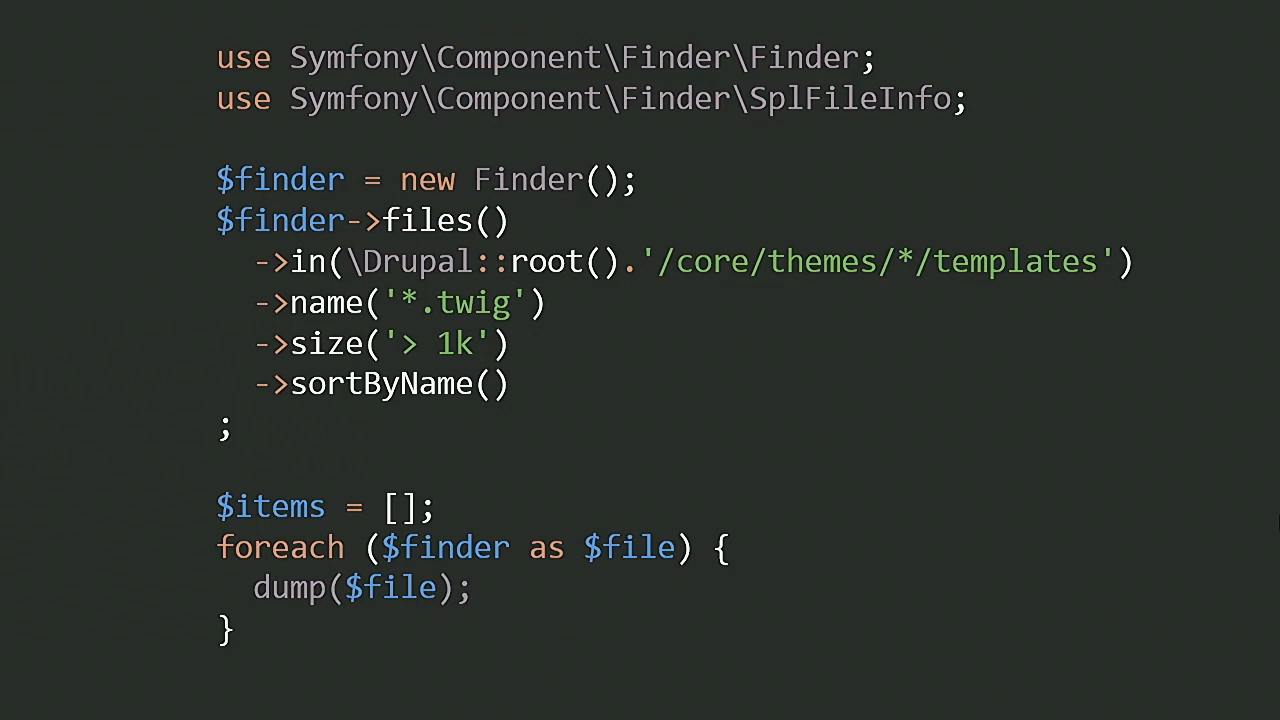 use Symfony\Component\Finder\Finder;
use Symfony\Component\Finder\SplFileInfo;

$finder = new Finder();
$finder->files()
  ->in(\Drupal::root().'/core/themes/*/templates')
  ->name('*.twig')
  ->size('> 1k')
  ->sortByName()
;

$items = [];
foreach ($finder as $file) {
  dump($file);
}